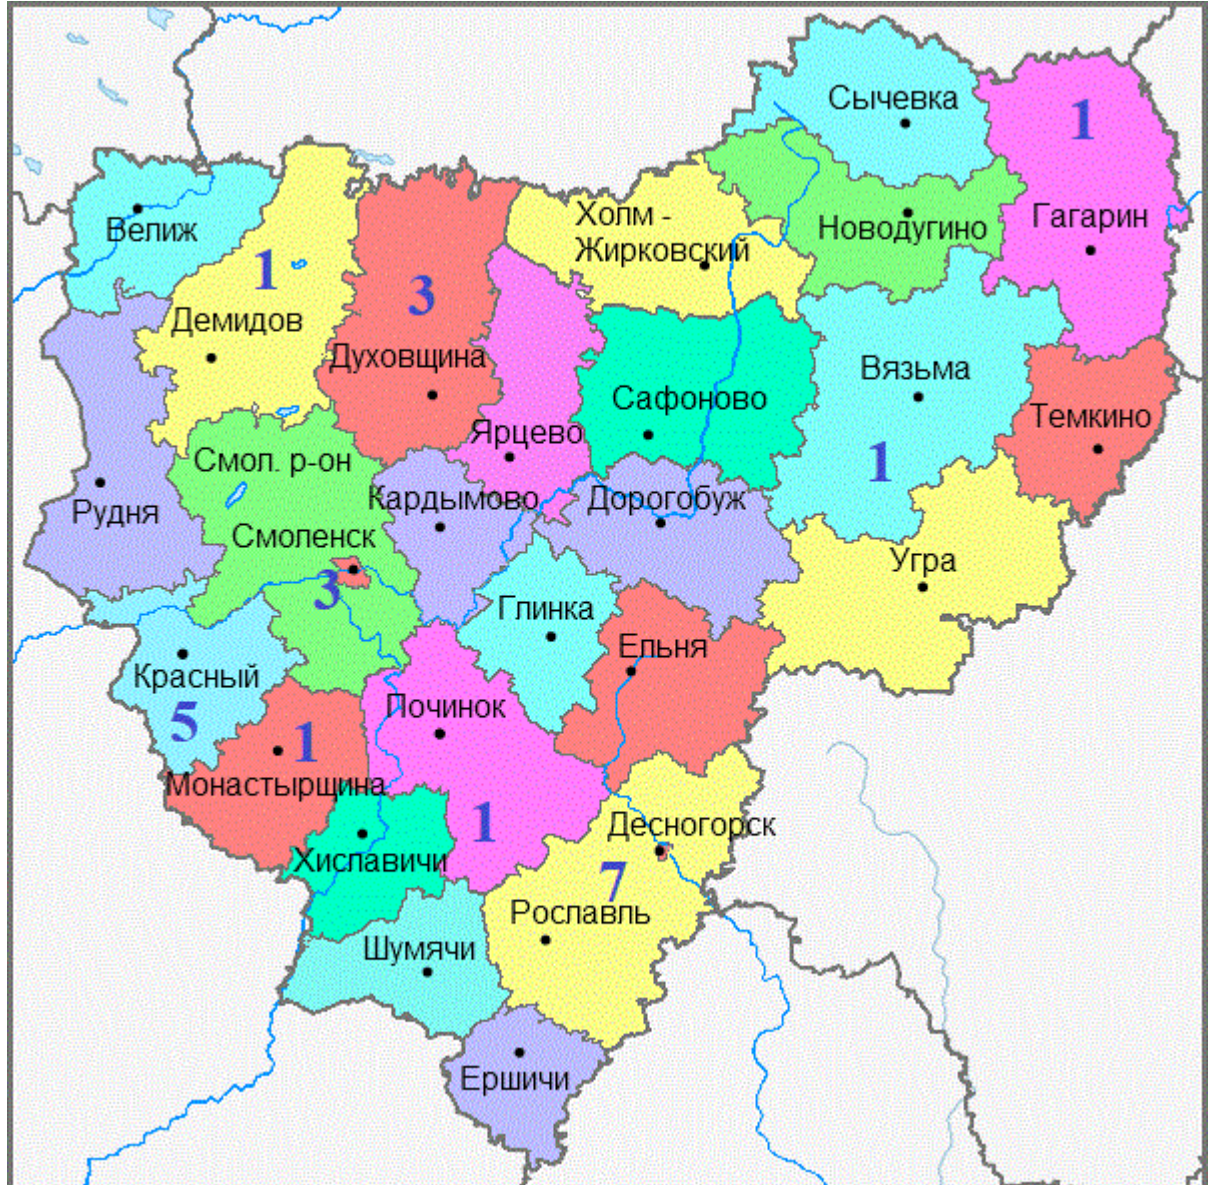 Сычевка
1
Велиж
Холм -
Жирковский
Новодугино
Гагарин
1
Демидов
3
Духовщина
Вязьма
Сафоново
Темкино
Ярцево
Смол. р-он
1
Рудня
Кардымово
Дорогобуж
Смоленск
Угра
3
Глинка
Ельня
Красный
5
Починок
1
Монастырщина
1
Десногорск
Хиславичи
7
Рославль
Шумячи
Ершичи